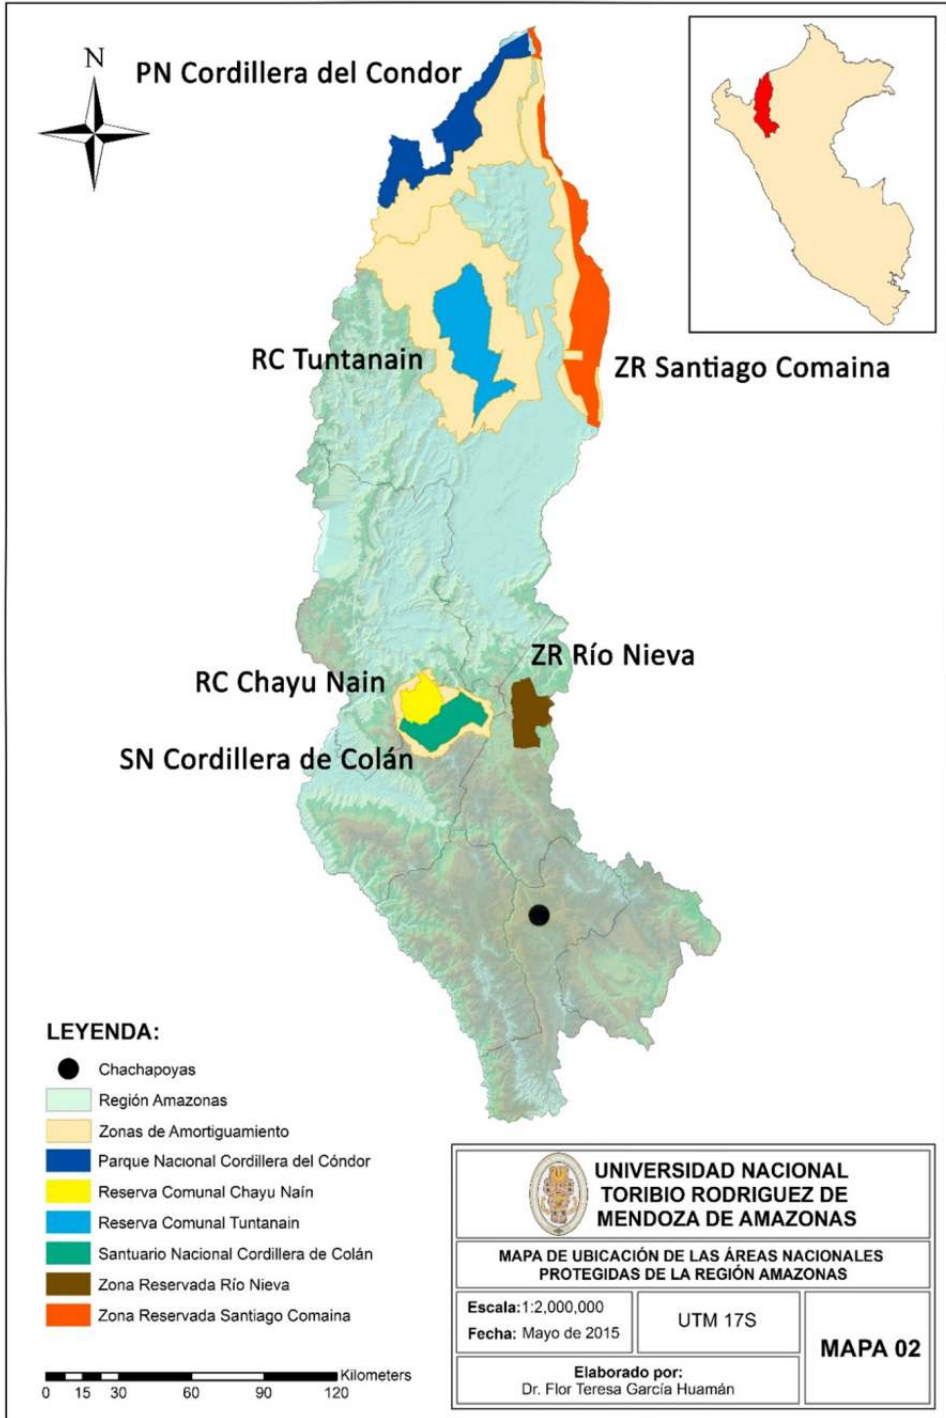 N
PN Cordillera del Condor
RC Tuntanain
ZR Santiago Comaina
ZR Río Nieva
RC Chayu Nain
SN Cordillera de Colán
LEYENDA:
Chachapoyas
Región Amazonas
Zonas de Amortiguamiento
Parque Nacional Cordillera del Cóndor
Reserva Comunal Chayu Naín
Reserva Comunal Tuntanain
Santuario Nacional Cordillera de Colán
Zona Reservada Río Nieva
Zona Reservada Santiago Comaina
Kilometers
0 15 30 60 90 120
UNIVERSIDAD NACIONAL
TORIBIO RODRIGUEZ DE
MENDOZA DE AMAZONAS
MAPA DE UBICACIÓN DE LAS ÁREAS NACIONALES
PROTEGIDAS DE LA REGIÓN AMAZONAS
Escala:1:2,000,000
Fecha: Mayo de 2015
UTM 17S
MAPA 02
Elaborado por:
Dr. Flor Teresa García Huamán